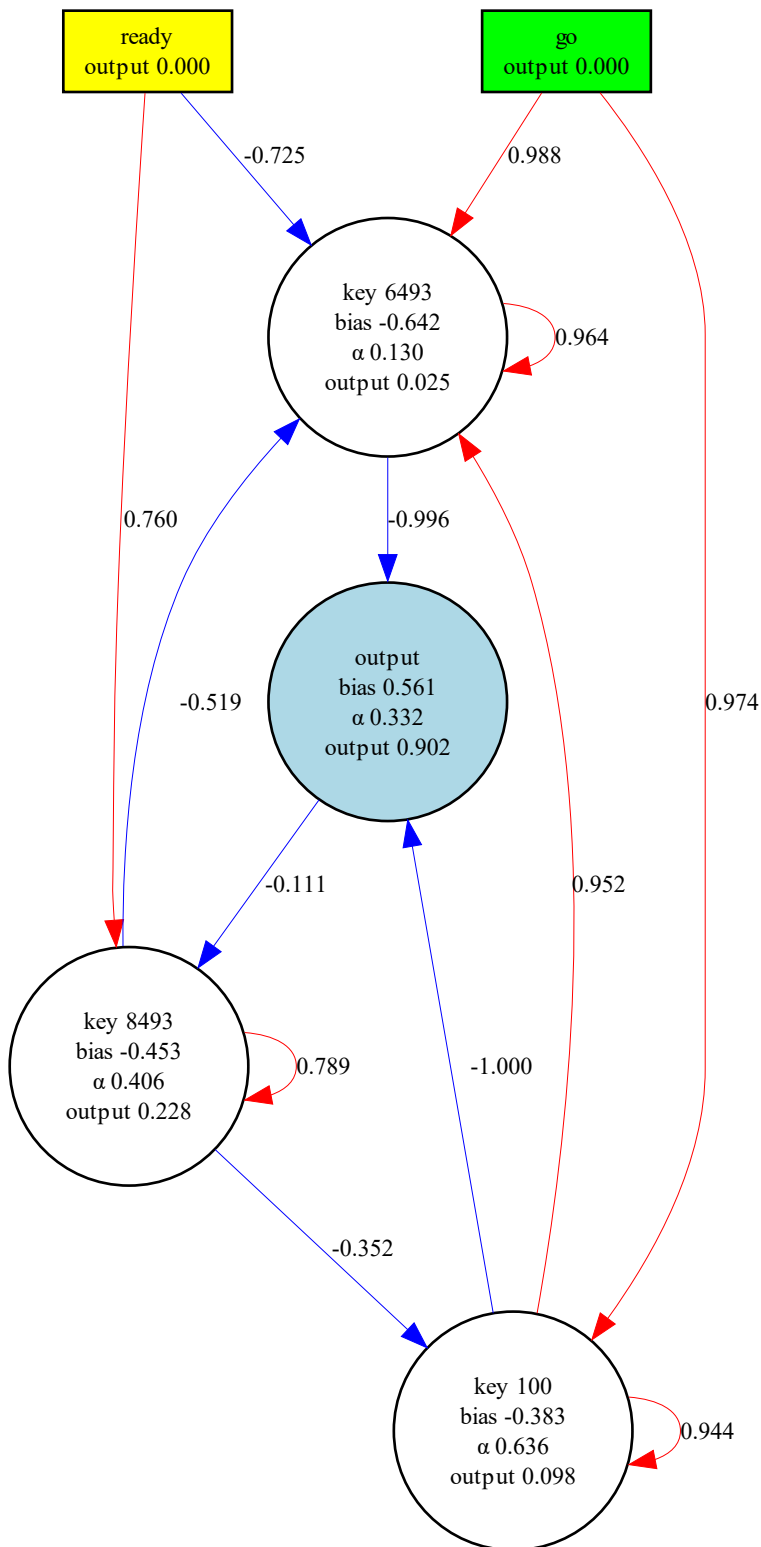 ready
output 0.000
go
output 0.000
-0.725
0.988
key 6493
bias -0.642
α 0.130
output 0.025
0.964
0.760
-0.996
-0.519
output
bias 0.561
α 0.332
output 0.902
0.974
-0.111
0.952
key 8493
bias -0.453
α 0.406
output 0.228
0.789
-1.000
-0.352
key 100
bias -0.383
α 0.636
output 0.098
0.944